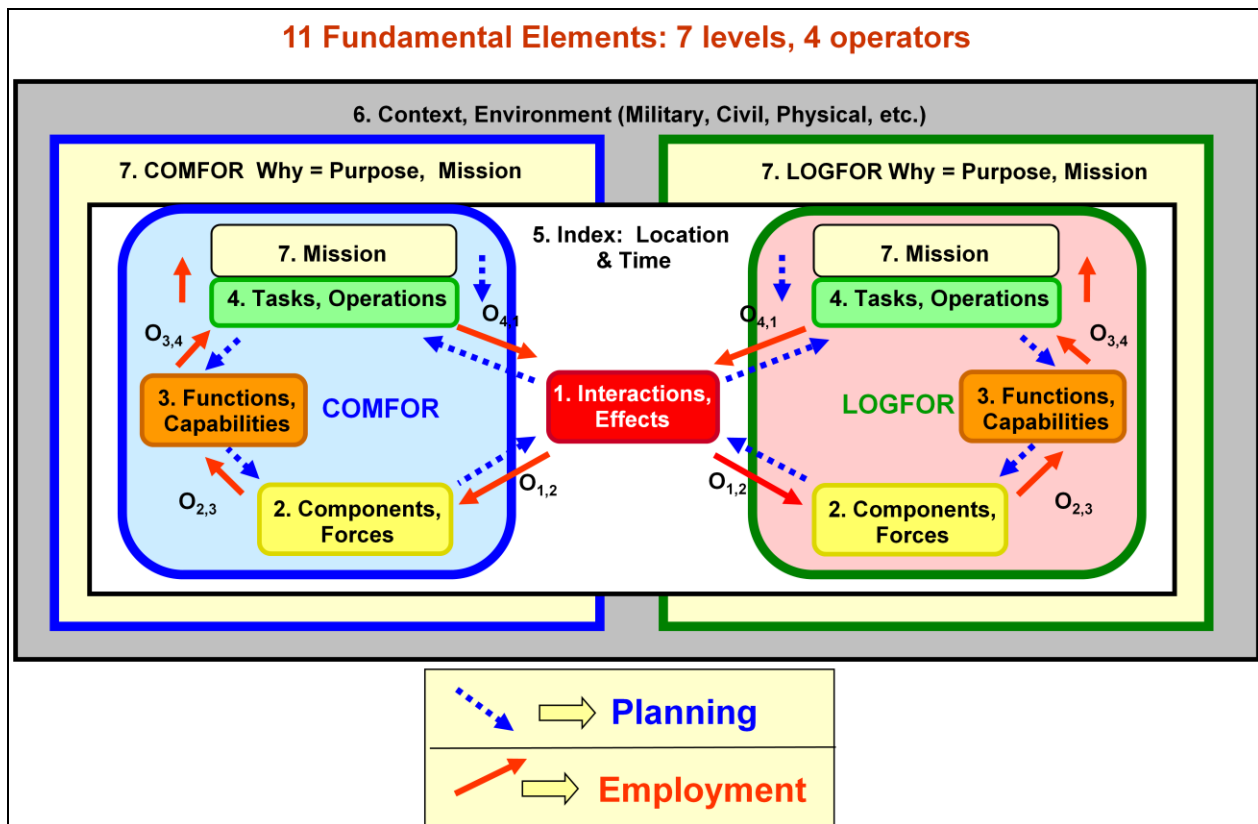 11 Fundamental Elements: 7 levels, 4 operators
6. Context, Environment (Military, Civil, Physical, etc.)
7. COMFOR  Why = Purpose,  Mission
7. LOGFOR Why = Purpose, Mission
5. Index:  Location
& Time
7. Mission
4. Tasks, Operations
O3,4
O4,1
3. Functions,
Capabilities
COMFOR
O2,3
2. Components,
Forces
O1,2
1. Interactions,
Effects
7. Mission
4. Tasks, Operations
O4,1
O3,4
LOGFOR
3. Functions,
Capabilities
O1,2
2. Components,
Forces
O2,3
Planning
Employment